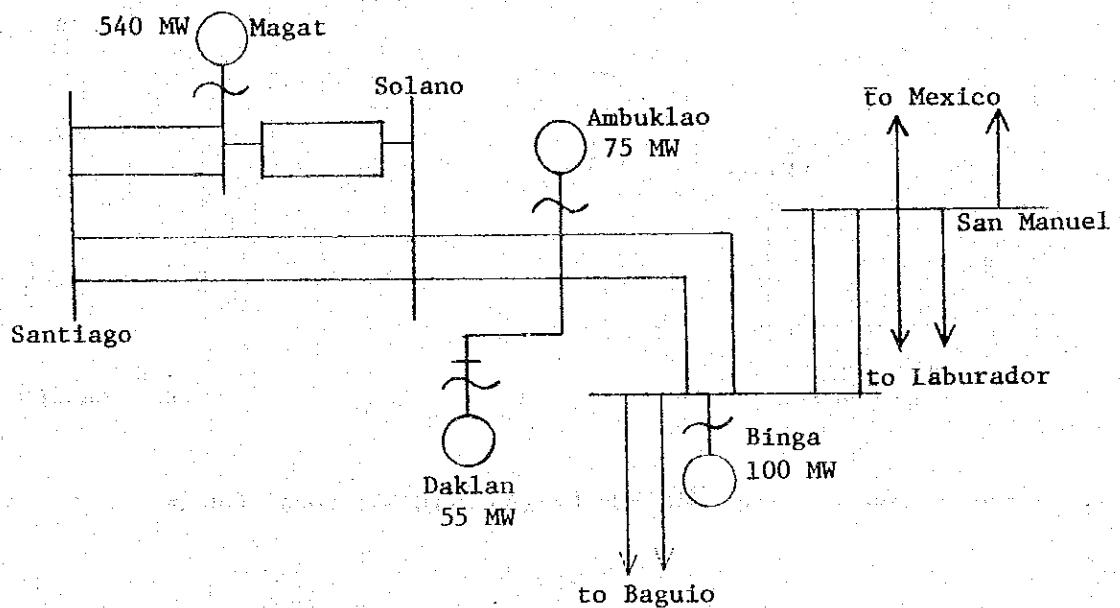 540 MW Magat
Solano
Ambuklao
75 MW
to Mexico
San Manuel
Santiago
to Laburador
Binga
100 MW
Daklan
55 MW
to Baguio